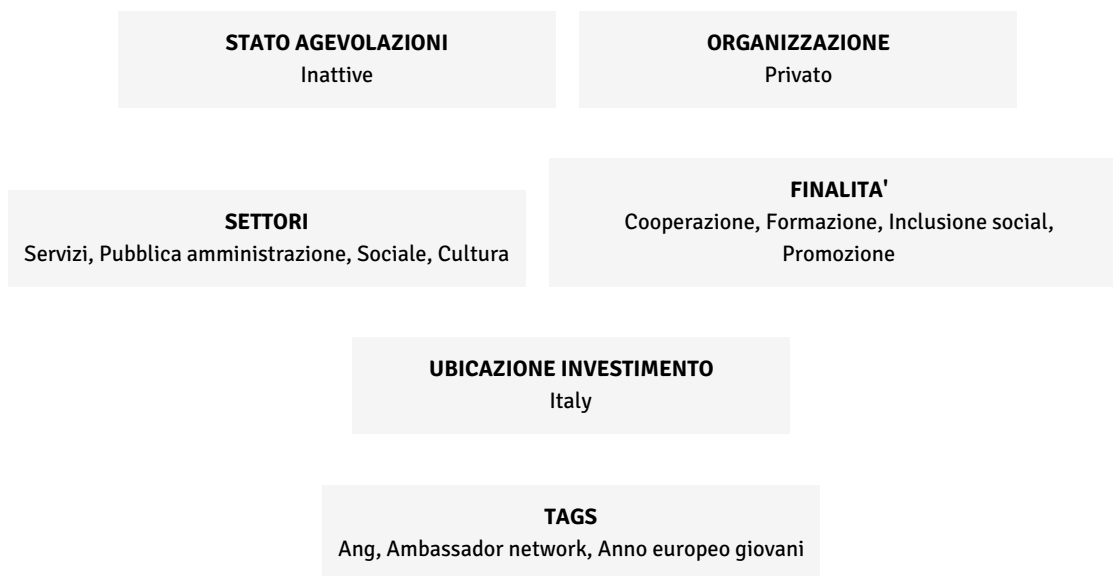 STATO AGEVOLAZIONI
Inattive
ORGANIZZAZIONE
Privato
SETTORI
Servizi, Pubblica amministrazione, Sociale, Cultura
FINALITA'
Cooperazione, Formazione, Inclusione social,
Promozione
UBICAZIONE INVESTIMENTO
Italy
TAGS
Ang, Ambassador network, Anno europeo giovani